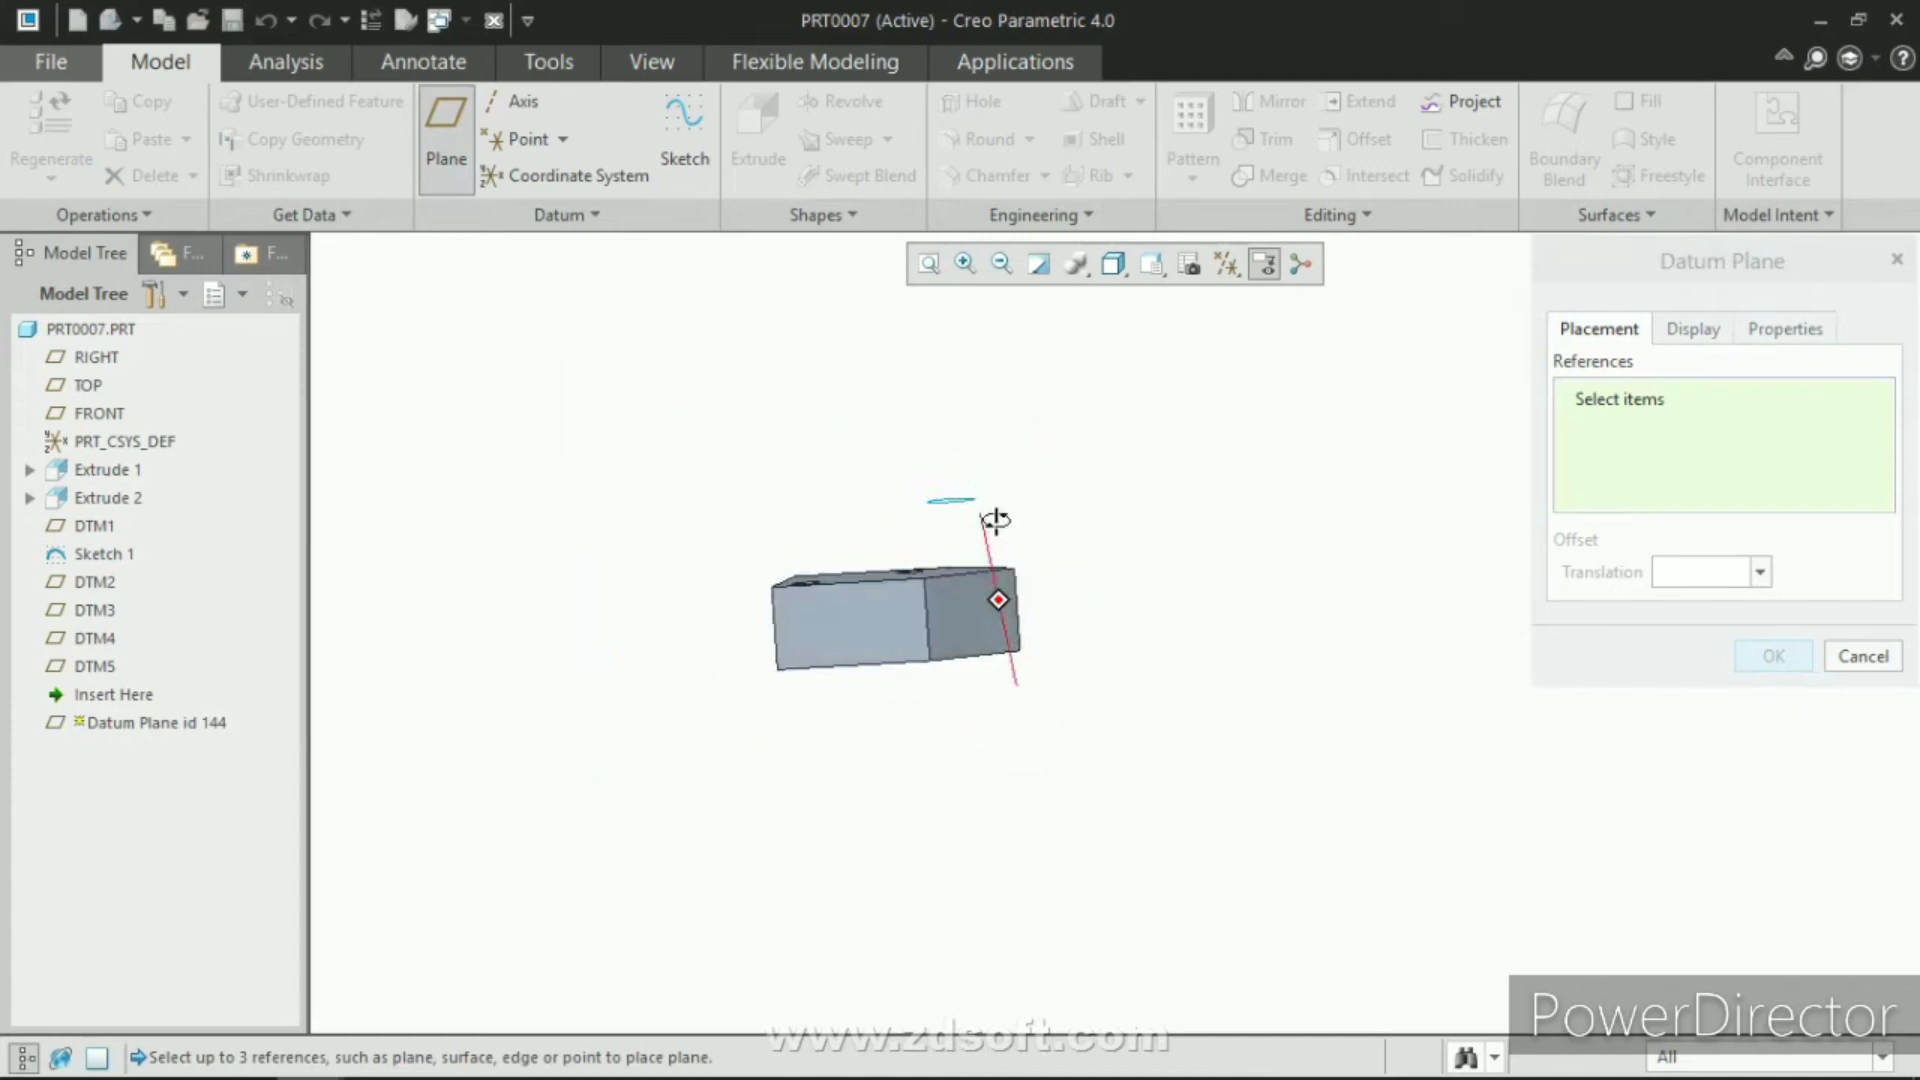 PRT0007 (Active) - Creo Parametric 4.0
File Model Analysis Annotate Tools View Flexible Modeling Applications
Regenerate
Copy
Paste
Delete
Operations
User-Defined Feature
Copy Geometry
Shrinkwrap
Get Data
Plane
Axis
Point
Coordinate System
Sketch
Datum
Extrude
Revolve
Sweep
Swept Blend
Shapes
Hole
Round
Chamfer
Draft
Shell
Rib
Engineering
Pattern
Mirror
Trim
Merge
Extend
Offset
Intersect
Project
Thicken
Solidify
Editing
Boundary
Blend
Fill
Style
Freestyle
Surfaces
Component
Interface
Model Intent
Model Tree F... F...
Model Tree
PRT0007.PRT
RIGHT
TOP
FRONT
PRT_CSYS_DEF
Extrude 1
Extrude 2
DTM1
Sketch 1
DTM2
DTM3
DTM4
DTM5
Insert Here
Datum Plane id 144
Datum Plane
Placement Display Properties
References
Select items
Offset
Translation
OK Cancel
PowerDirector
www.zdsoft.com
Select up to 3 references, such as plane, surface, edge or point to place plane.
All